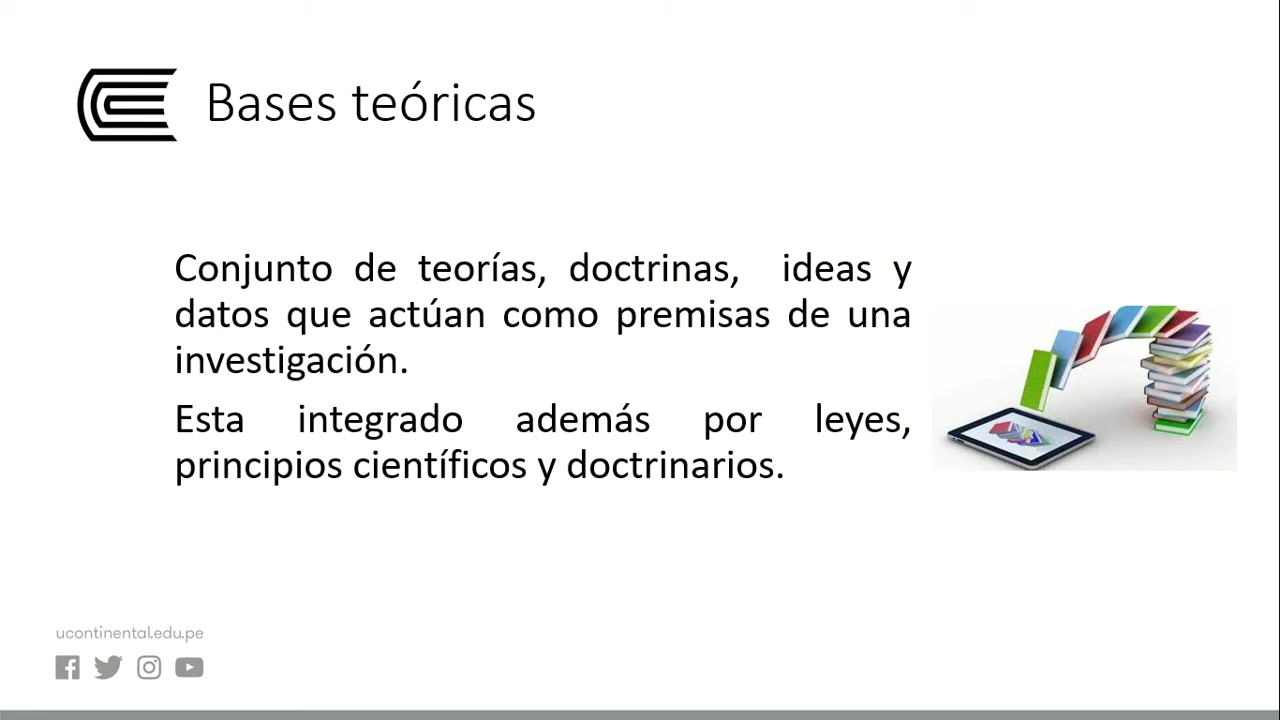 Bases teóricas
Conjunto de teorías, doctrinas, ideas y
datos que actúan como premisas de una
investigación.
Esta integrado además por leyes,
principios científicos y doctrinarios.
ucontinental.edu.pe